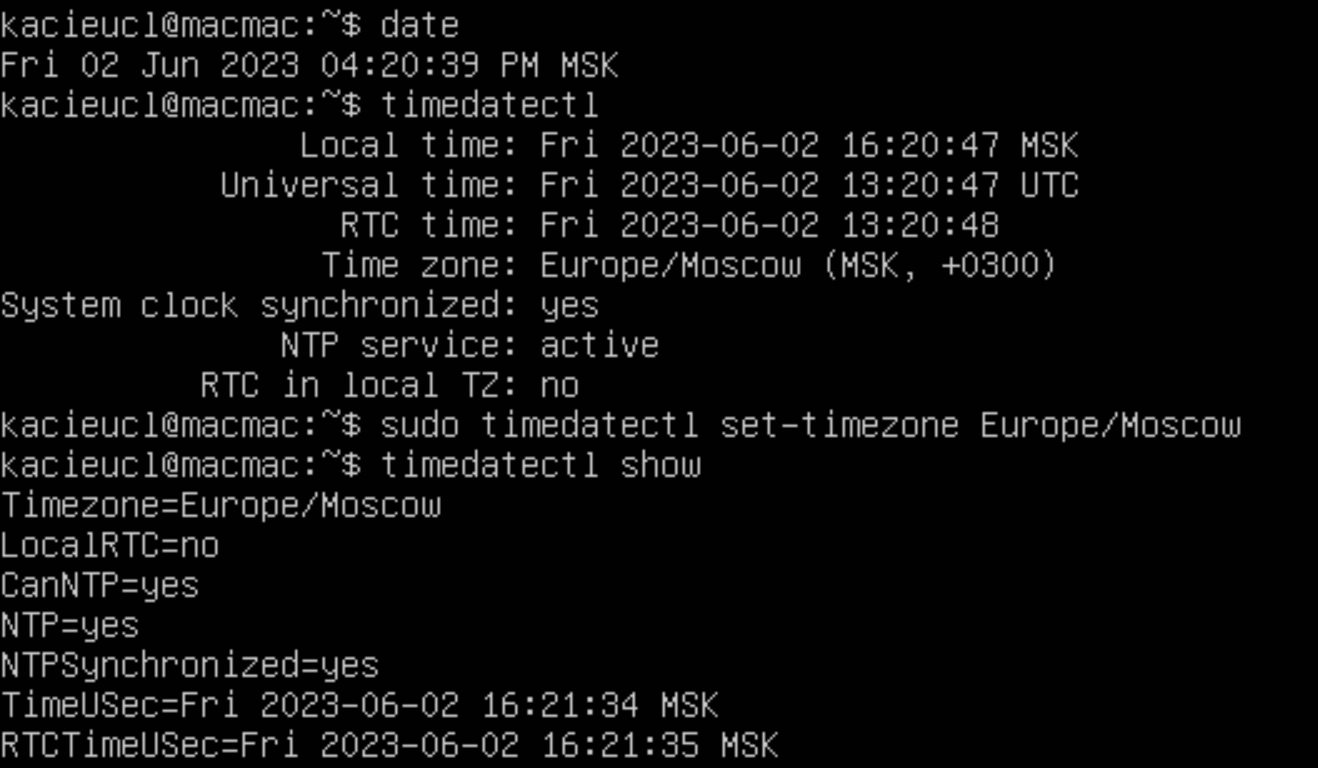 kacieucl@macmac:~$ date
Fri 02 Jun 2023 04:20:39 PM MSK
kacieucl@macmac:~$ timedatectl
Local time: Fri 2023-06-02 16:20:47 MSK
Universal time: Fri 2023-06-02 13:20:47 UTC
RTC time: Fri 2023-06-02 13:20:48
Time zone: Europe/Moscow (MSK, +0300)
System clock synchronized: yes
NTP service: active
RTC in local TZ: no
kacieucl@macmac:~$ sudo timedatectl set-timezone Europe/Moscow
kacieucl@macmac:~$ timedatectl show
Timezone=Europe/Moscow
LocalRTC=no
CanNTP=yes
NTP=yes
NTPSynchronized=yes
TimeUSec=Fri 2023-06-02 16:21:34 MSK
RTCTimeUSec=Fri 2023-06-02 16:21:35 MSK